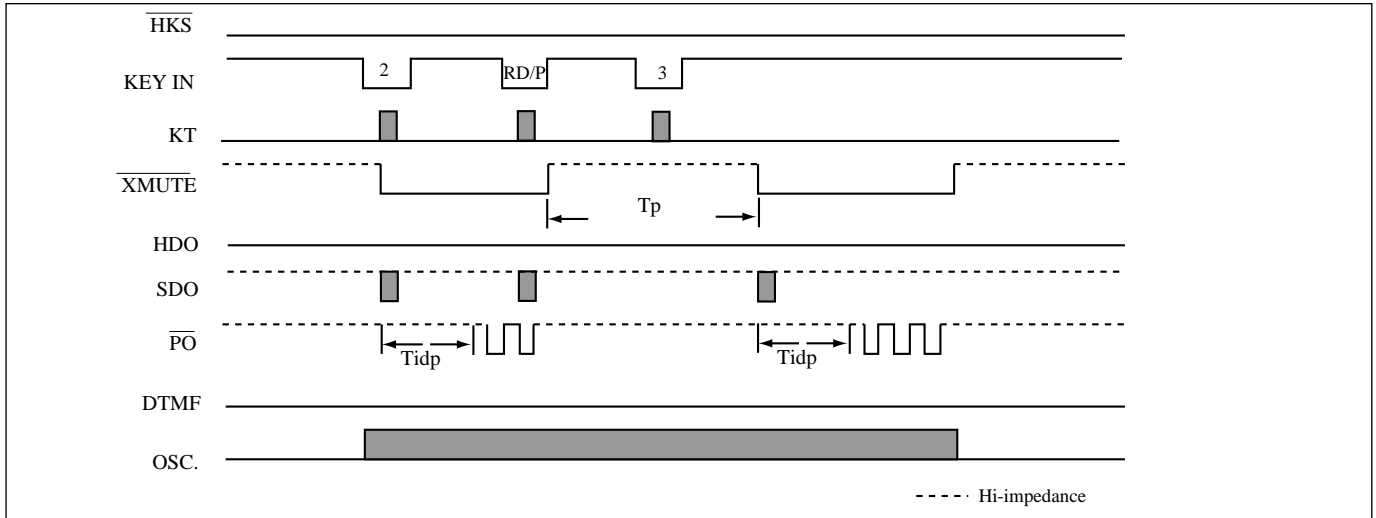 HKS
KEY IN 2 RD/P 3
KT
XMUTE
Tp
HDO
SDO
PO
Tidp Tidp
DTMF
OSC.
Hi-impedance